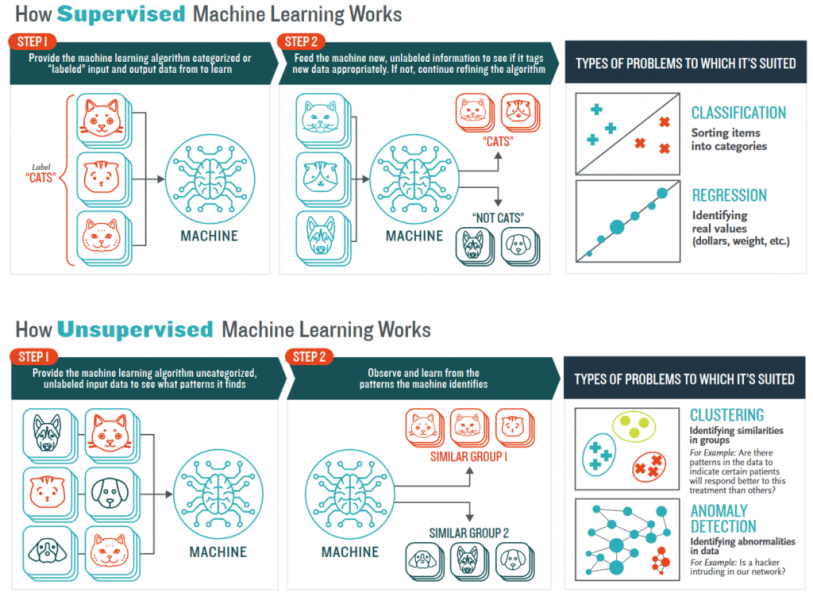 How Supervised Machine Learning Works
STEP 1
Provide the machine learning algorithm categorized or
"labeled" input and output data from to learn
Label
"CATS"
MACHINE
STEP 2
Feed the machine new, unlabeled information to see if it tags
new data appropriately. If not, continue refining the algorithm
MACHINE
"CATS"
"NOT CATS"
TYPES OF PROBLEMS TO WHICH IT'S SUITED
CLASSIFICATION
Sorting items
into categories
REGRESSION
Identifying
real values
(dollars, weight, etc.)
How Unsupervised Machine Learning Works
STEP 1
Provide the machine learning algorithm uncategorized,
unlabeled input data to see what patterns it finds
MACHINE
STEP 2
Observe and learn from the
patterns the machine identifies
MACHINE
SIMILAR GROUP 1
SIMILAR GROUP 2
TYPES OF PROBLEMS TO WHICH IT'S SUITED
CLUSTERING
Identifying similarities
in groups
For Example: Are there
patterns in the data to
indicate certain patients
will respond better to this
treatment than others?
ANOMALY
DETECTION
Identifying abnormalities
in data
For Example: Is a hacker
intruding in our network?